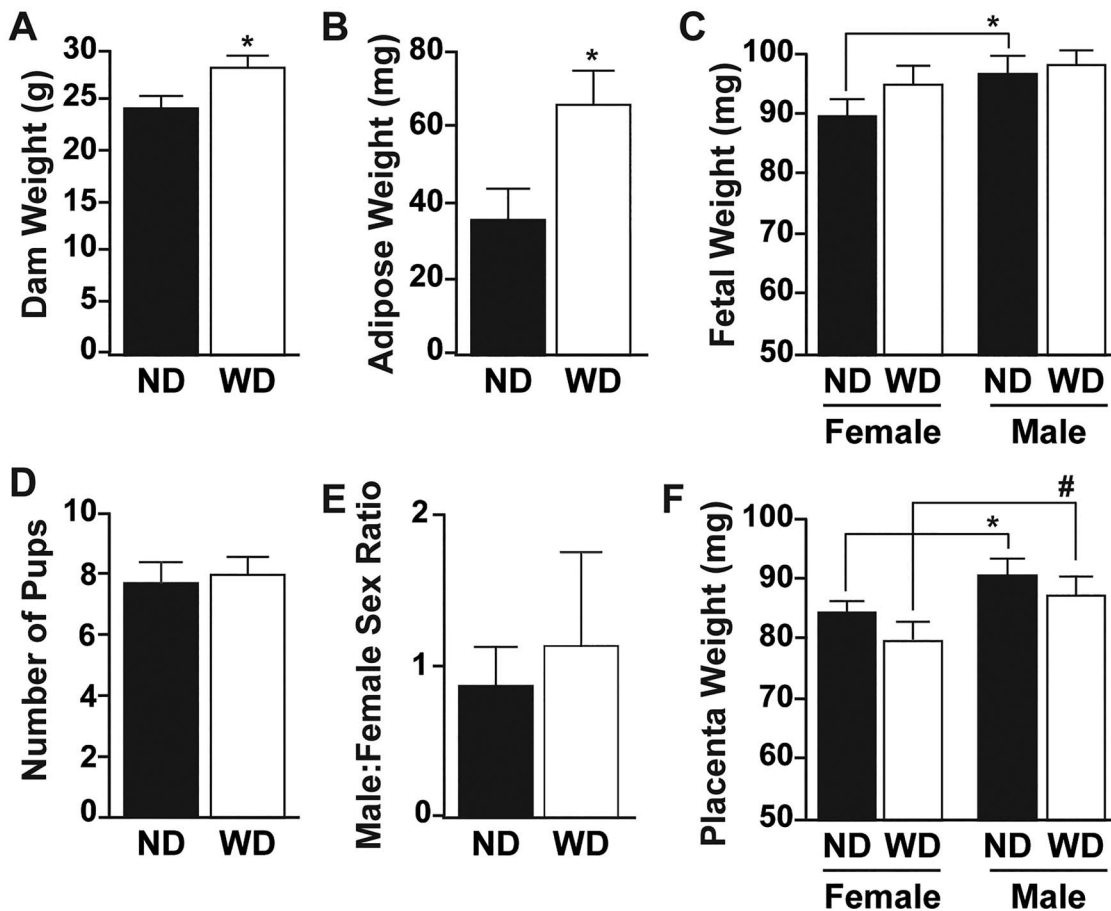 A
Dam Weight (g)
30
25
20
15
10
5
0
*
ND WD
B
Adipose Weight (mg)
80
60
40
20
0
*
ND WD
C
Fetal Weight (mg)
100
90
80
70
60
50
*
ND WD ND WD
Female Male
D
Number of Pups
10
8
6
4
2
0
ND WD
E
Male:Female Sex Ratio
2
1
0
ND WD
F
Placenta Weight (mg)
100
90
80
70
60
50
*
#
ND WD ND WD
Female Male